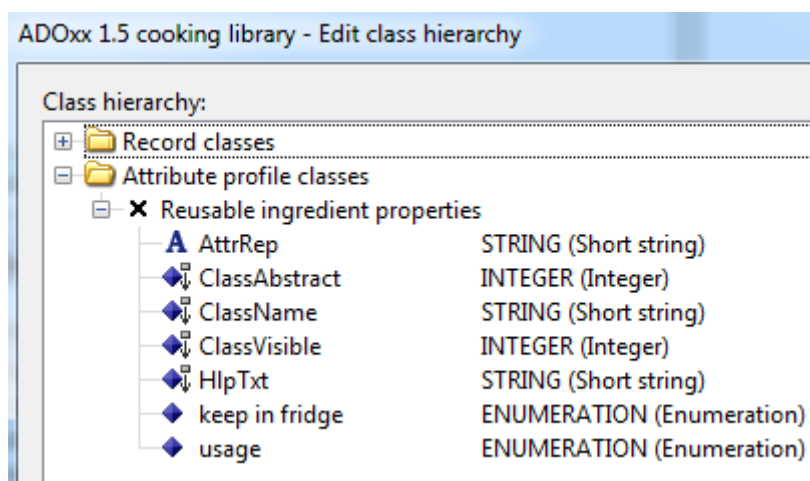 ADOxx 1.5 cooking library - Edit class hierarchy
Class hierarchy:
Record classes
Attribute profile classes
Reusable ingredient properties
AttrRep STRING (Short string)
ClassAbstract INTEGER (Integer)
ClassName STRING (Short string)
ClassVisible INTEGER (Integer)
HlpTxt STRING (Short string)
keep in fridge ENUMERATION (Enumeration)
usage ENUMERATION (Enumeration)